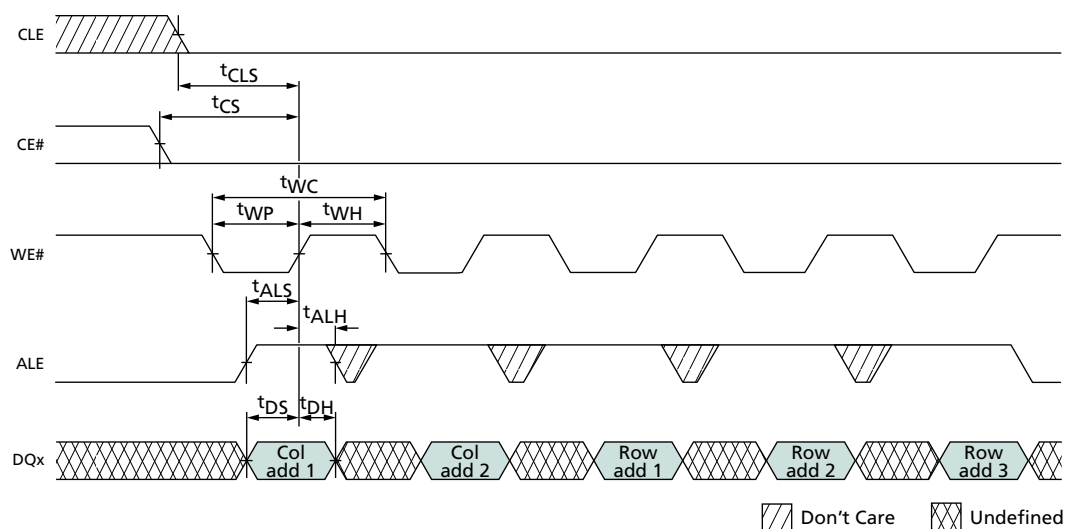 CLE
tCLS
tCS
CE#
tWC
tWP
tWH
WE#
tALS
tALH
ALE
tDS
tDH
DQx
Col
add 1
Col
add 2
Row
add 1
Row
add 2
Row
add 3
Don't Care
Undefined